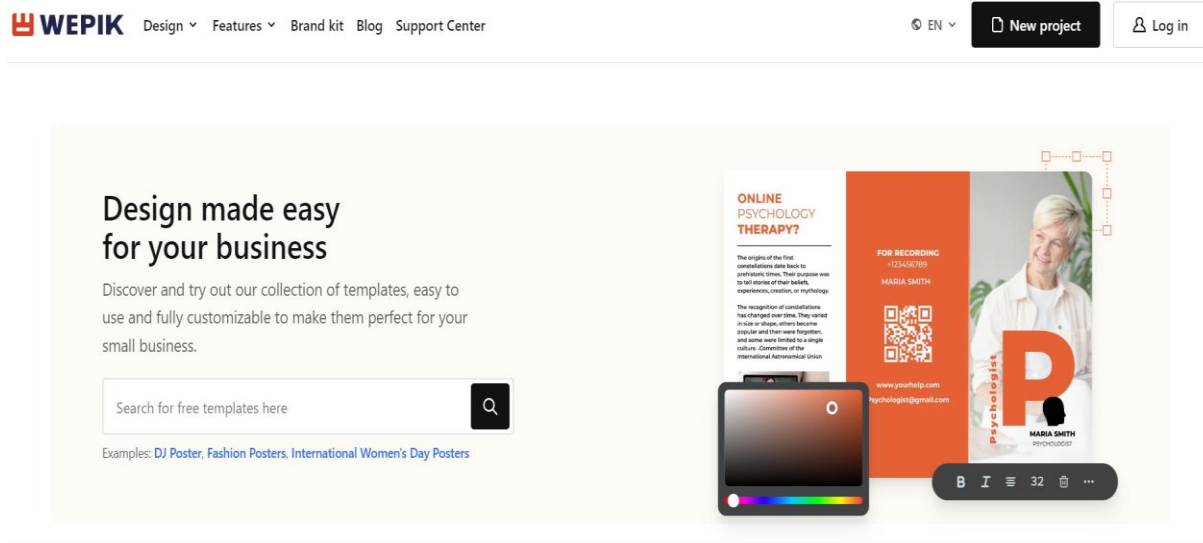 WEPIK
Design
Features
Brand kit
Blog
Support Center
EN
New project
Log in
Design made easy
for your business
Discover and try out our collection of templates, easy to
use and fully customizable to make them perfect for your
small business.
Search for free templates here
Examples: DJ Poster, Fashion Posters, International Women's Day Posters
ONLINE
PSYCHOLOGY
THERAPY?
The origins of the first
constellations date back to
prehistoric times. Their purpose was
to tell stories of their beliefs,
experiences, creation, or mythology.
The recognition of constellations
has changed over time. They varied
in size or shape, others became
popular and then were forgotten,
and some were limited to a single
culture .Committee of the
International Astronomical Union
FOR RECORDING
+123456789
MARIA SMITH
www.yourhelp.com
Psychologist@gmail.com
Psychologist
P
MARIA SMITH
PSYCHOLOGIST
B I 32 ...